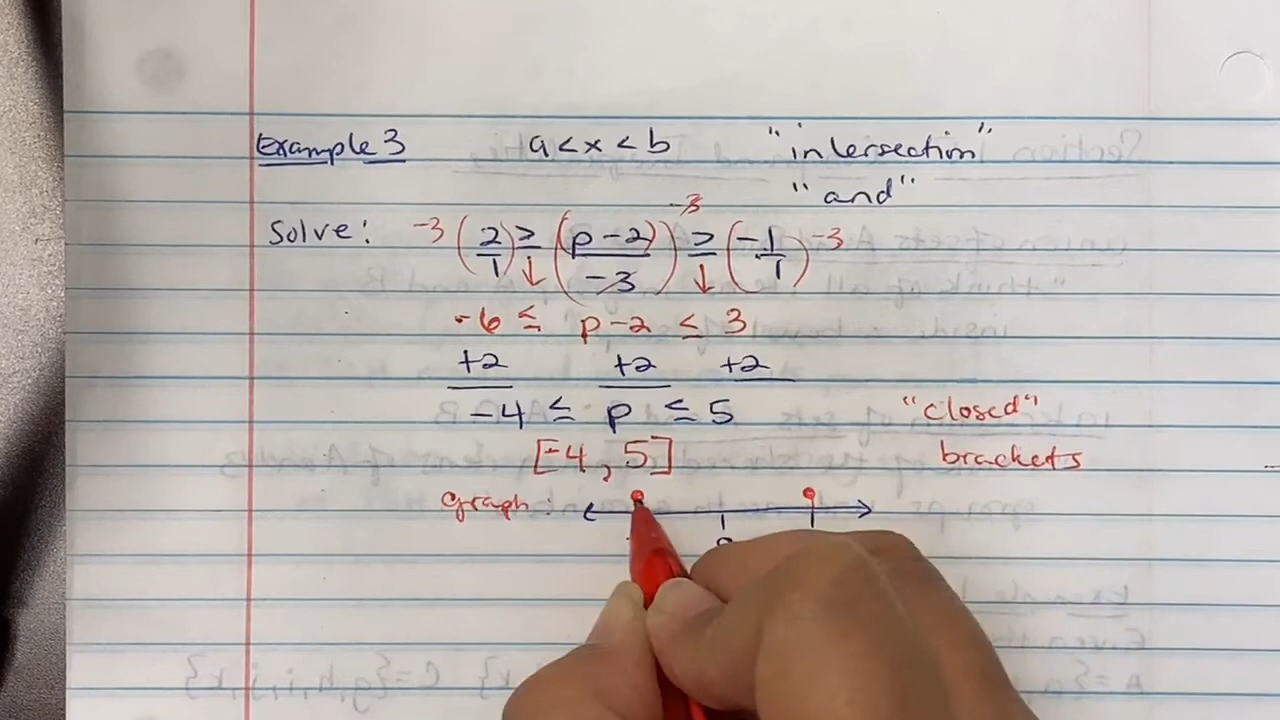 Example 3 a < x < b "intersection"
"and"
Solve: -3 (2/1) ≥ ((p-2)/-3) -3 ≥ (-1/1) -3
-6 ≤ p-2 ≤ 3
+2 +2 +2
-4 ≤ p ≤ 5 "closed"
[-4, 5] brackets
graph: